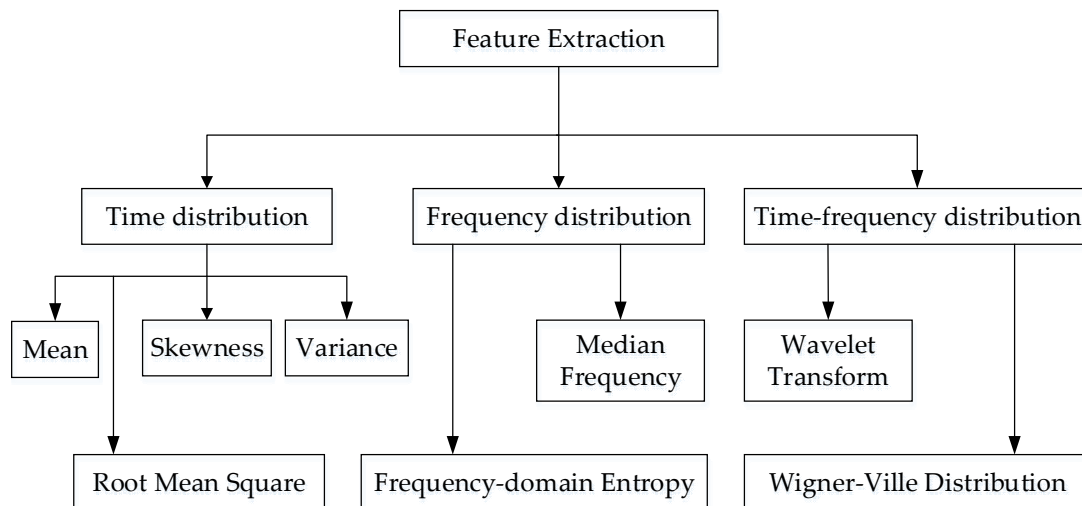 Feature Extraction
Time distribution
Frequency distribution
Time-frequency distribution
Mean
Skewness
Variance
Median
Frequency
Wavelet
Transform
Root Mean Square
Frequency-domain Entropy
Wigner-Ville Distribution